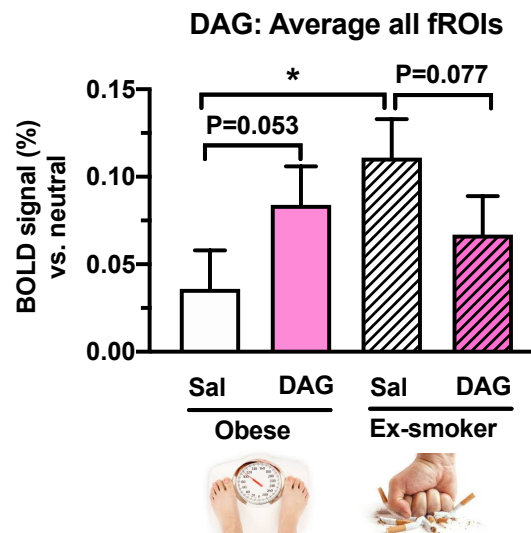 DAG: Average all fROIs
BOLD signal (%)
vs. neutral
0.15
0.10
0.05
0.00
*
P=0.077
P=0.053
Sal
DAG
Sal
DAG
Obese
Ex-smoker